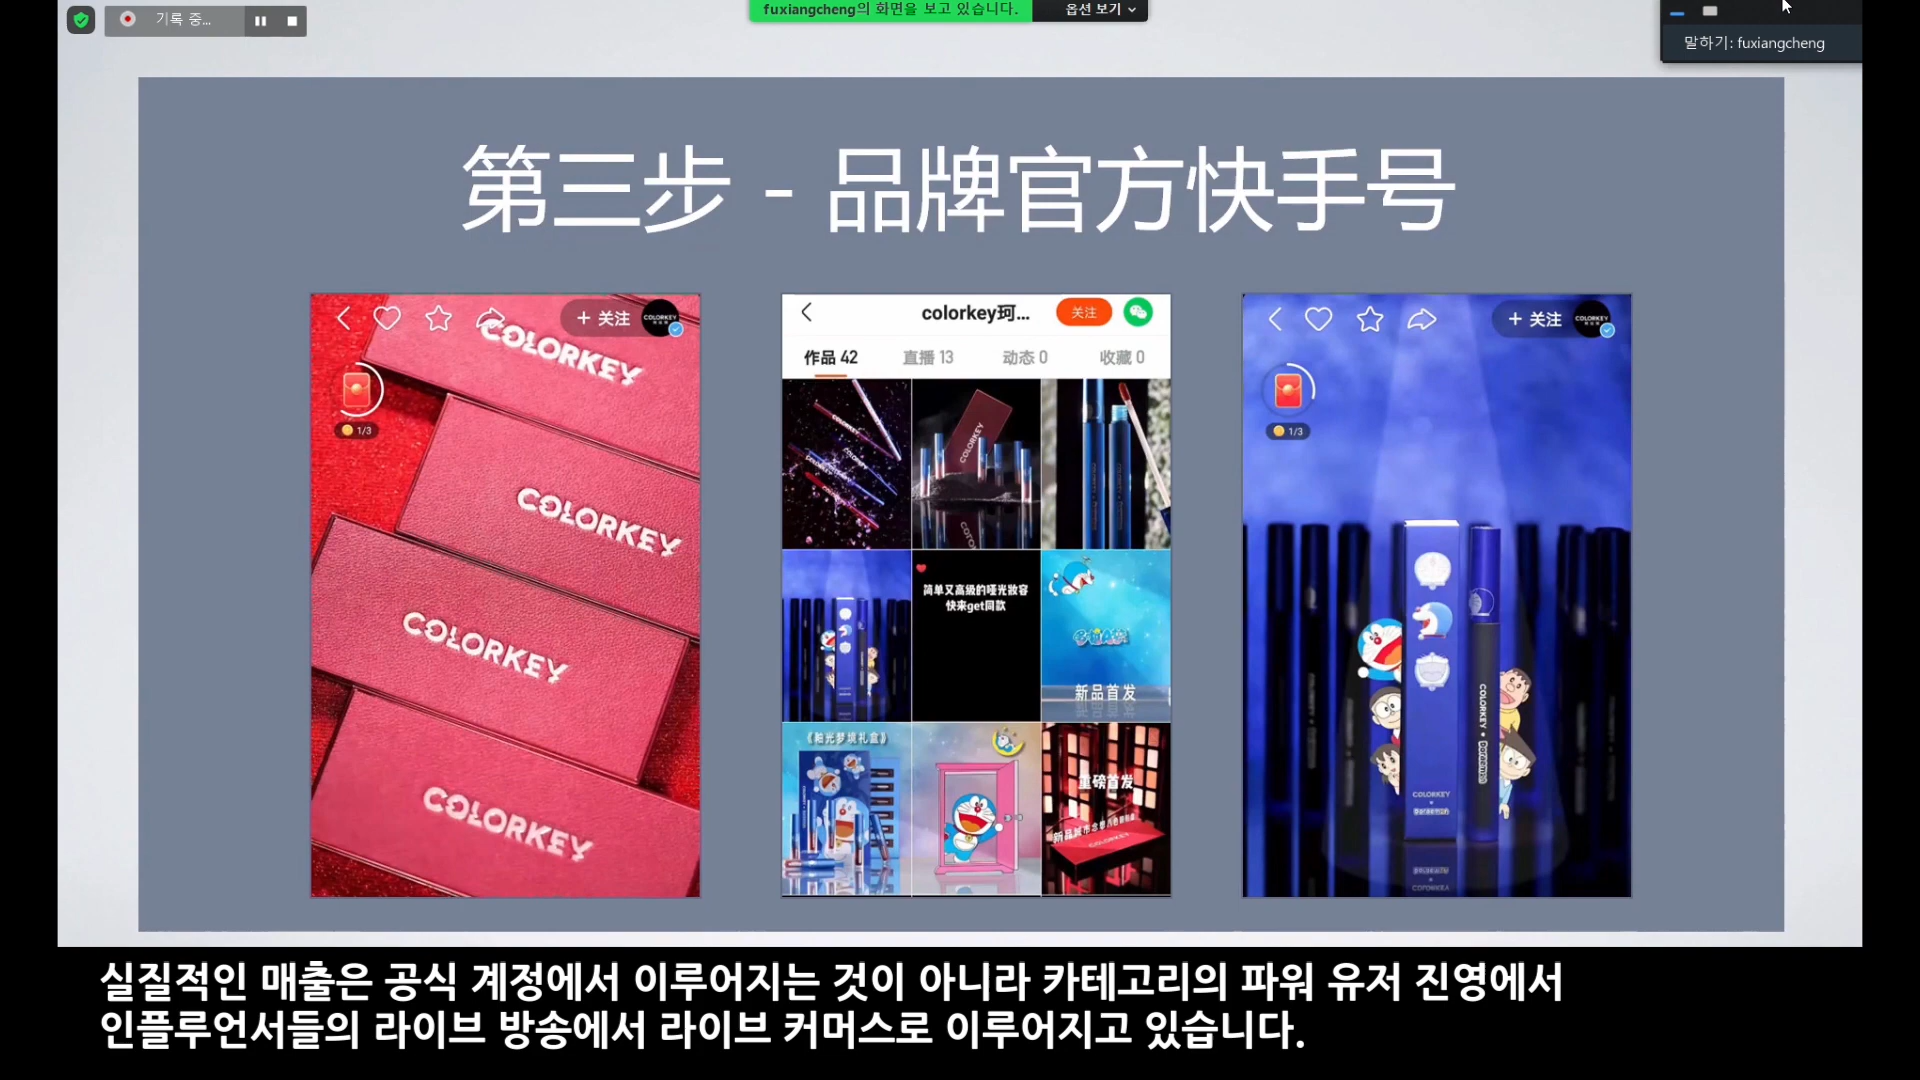 기록 중...
fuxiangcheng의 화면을 보고 있습니다.
옵션 보기
말하기: fuxiangcheng
第三步 - 品牌官方快手号
+ 关注
COLORKEY
1/3
COLORKEY
COLORKEY
COLORKEY
COLORKEY
colorkey珂...
关注
作品 42
直播 13
动态 0
收藏 0
COLORKEY
简单又高级的哑光妆容
快来get同款
新品首发
重磅首发
COLORKEY
+ 关注
COLORKEY
1/3
COLORKEY
COLORKEY
실질적인 매출은 공식 계정에서 이루어지는 것이 아니라 카테고리의 파워 유저 진영에서
인플루언서들의 라이브 방송에서 라이브 커머스로 이루어지고 있습니다.